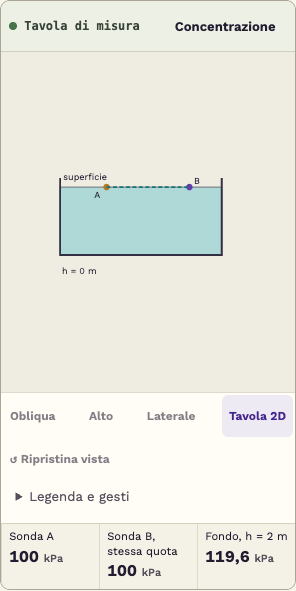 Tavola di misura
Concentrazione
superficie
B
A
h = 0 m
Obliqua
Alto
Laterale
Tavola 2D
↺ Ripristina vista
▶ Legenda e gesti
Sonda A
100 kPa
Sonda B,
stessa quota
100 kPa
Fondo, h = 2 m
119,6 kPa